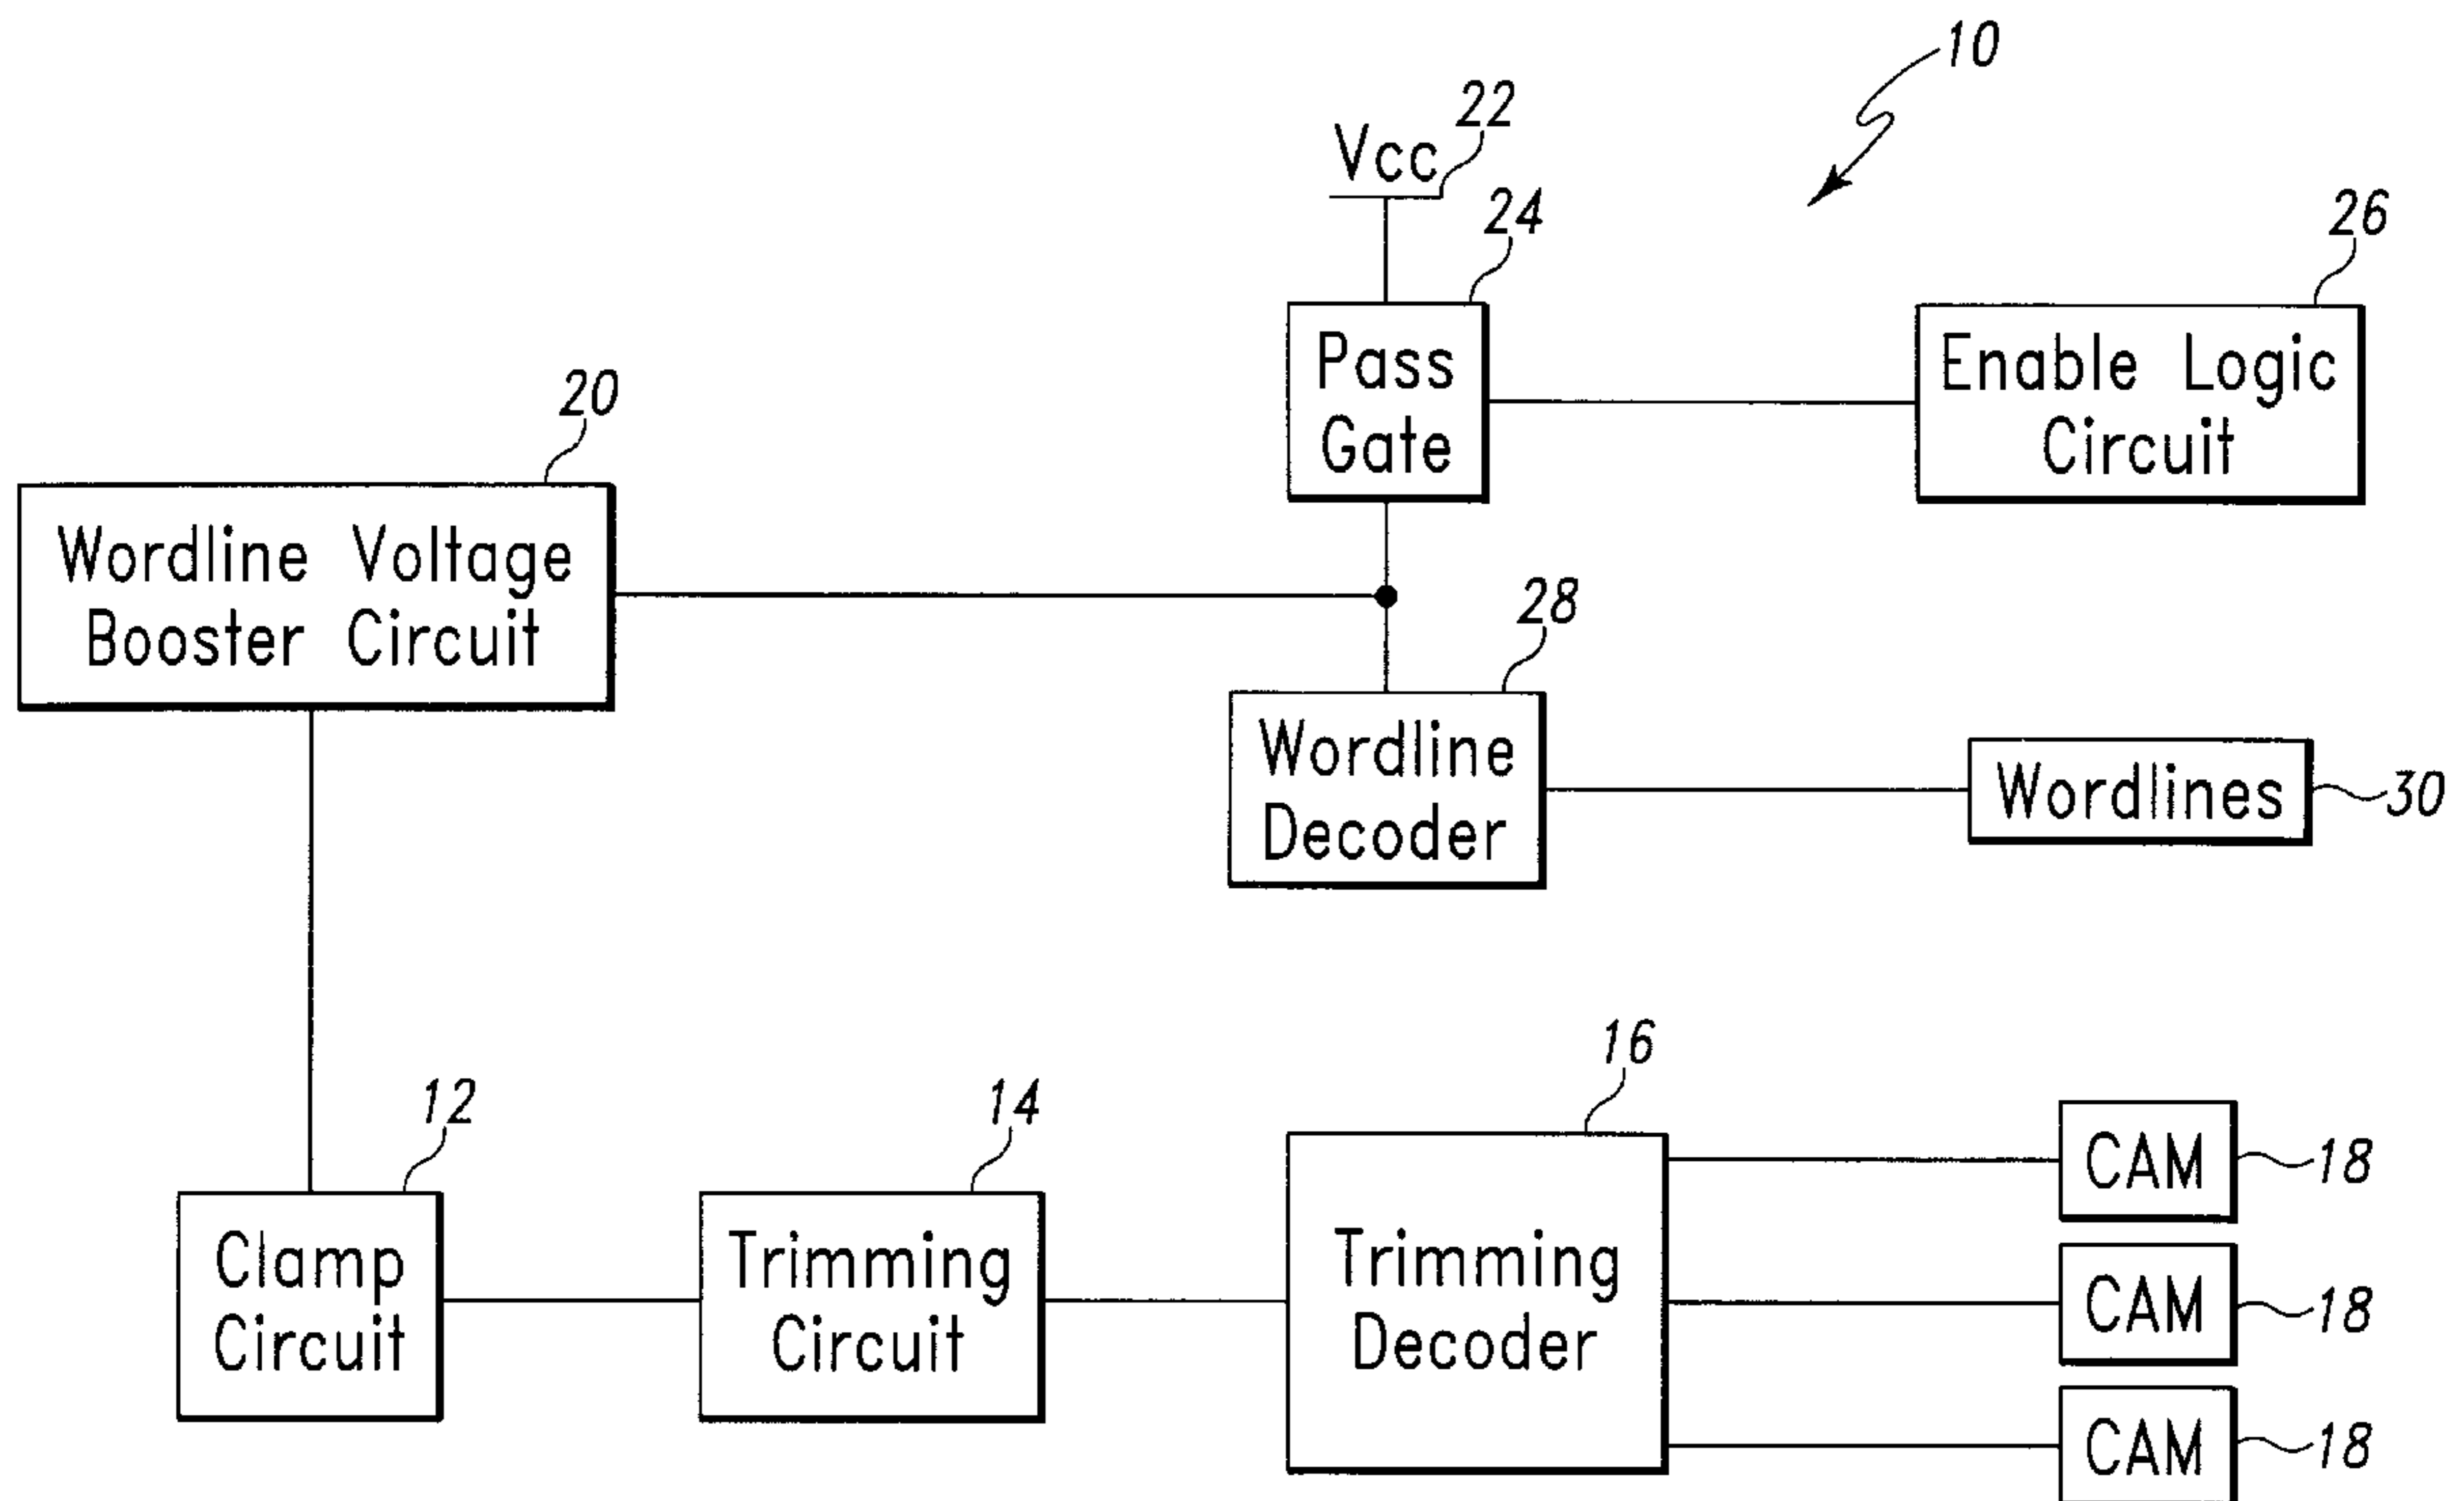 10
22
Vcc
24
26
Pass
Gate
Enable Logic
Circuit
20
Wordline Voltage
Booster Circuit
28
Wordline
Decoder
Wordlines
30
12
14
16
Clamp
Circuit
Trimming
Circuit
Trimming
Decoder
CAM
18
CAM
18
CAM
18